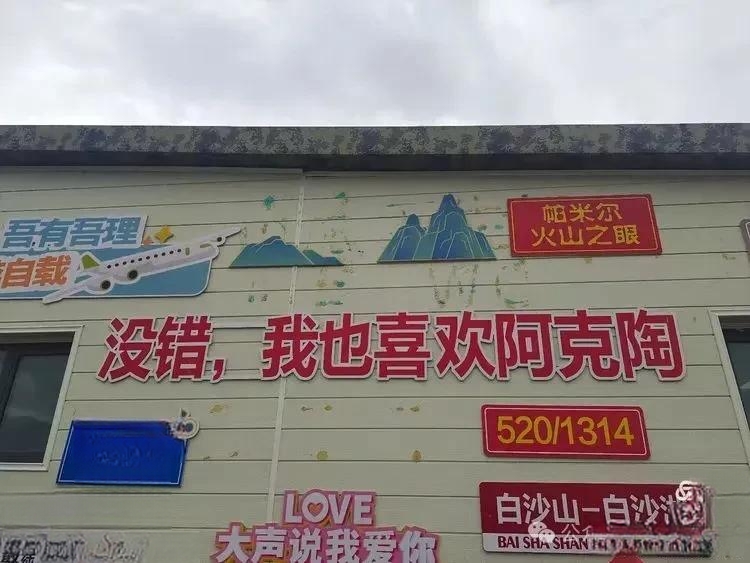 吾有吾理
自载
帕米尔
火山之眼
没错，我也喜欢阿克陶
520/1314
LOVE
大声说我爱你
白沙山-白沙湖
BAI SHA SHAN